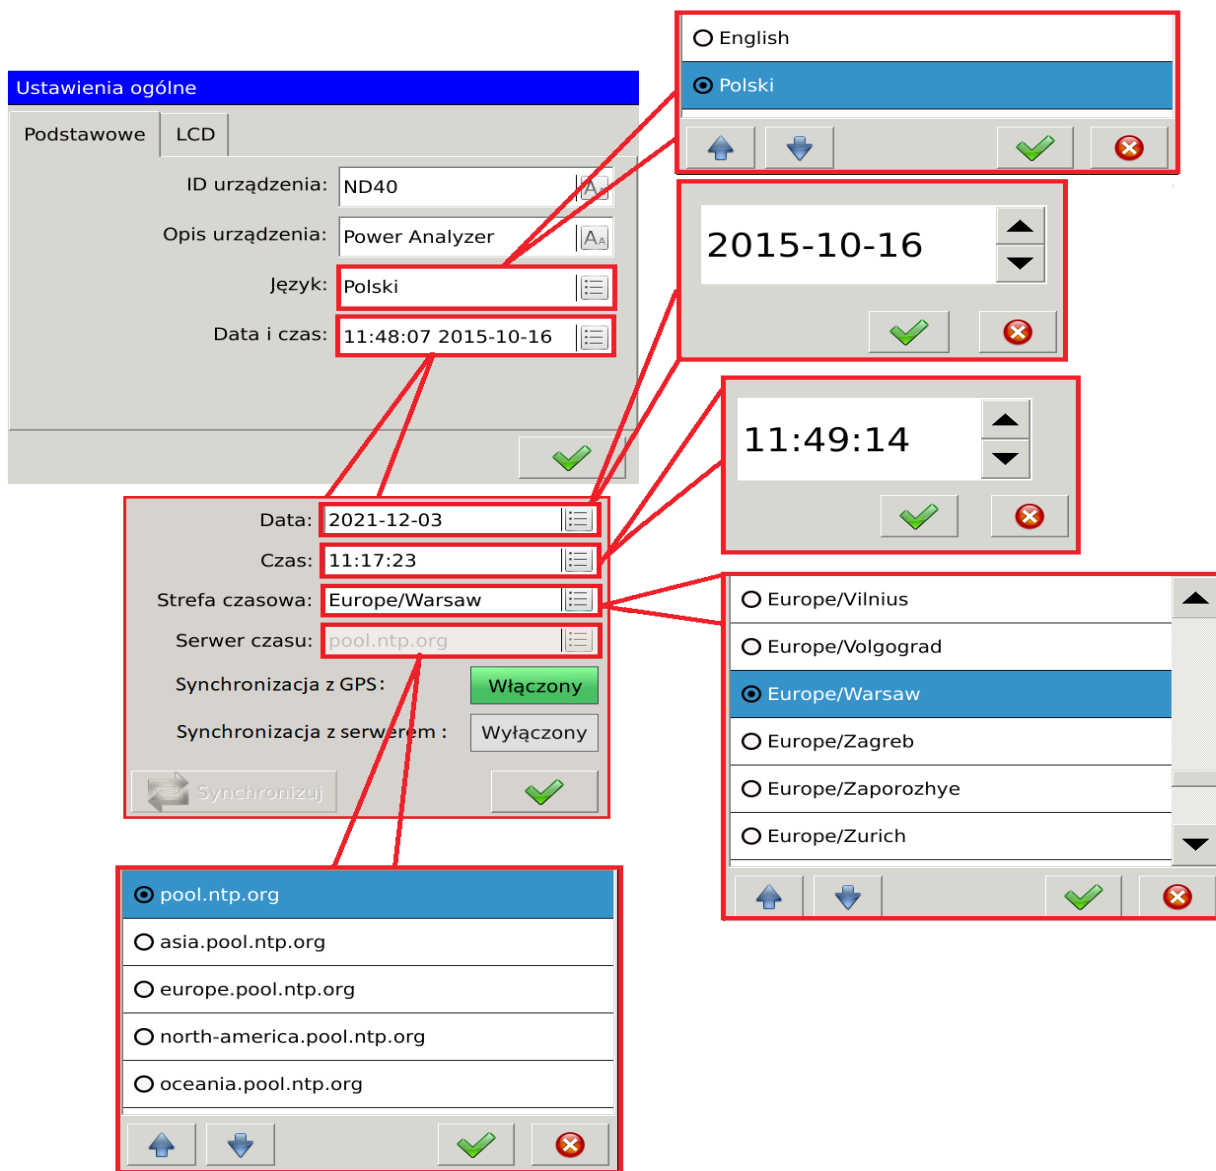 English
Polski
Ustawienia ogólne
Podstawowe LCD
ID urządzenia: ND40
Opis urządzenia: Power Analyzer
Język: Polski
Data i czas: 11:48:07 2015-10-16
2015-10-16
11:49:14
Data: 2021-12-03
Czas: 11:17:23
Strefa czasowa: Europe/Warsaw
Serwer czasu: pool.ntp.org
Synchronizacja z GPS: Włączony
Synchronizacja z serwerem : Wyłączony
Synchronizuj
Europe/Vilnius
Europe/Volgograd
Europe/Warsaw
Europe/Zagreb
Europe/Zaporozhye
Europe/Zurich
pool.ntp.org
asia.pool.ntp.org
europe.pool.ntp.org
north-america.pool.ntp.org
oceania.pool.ntp.org